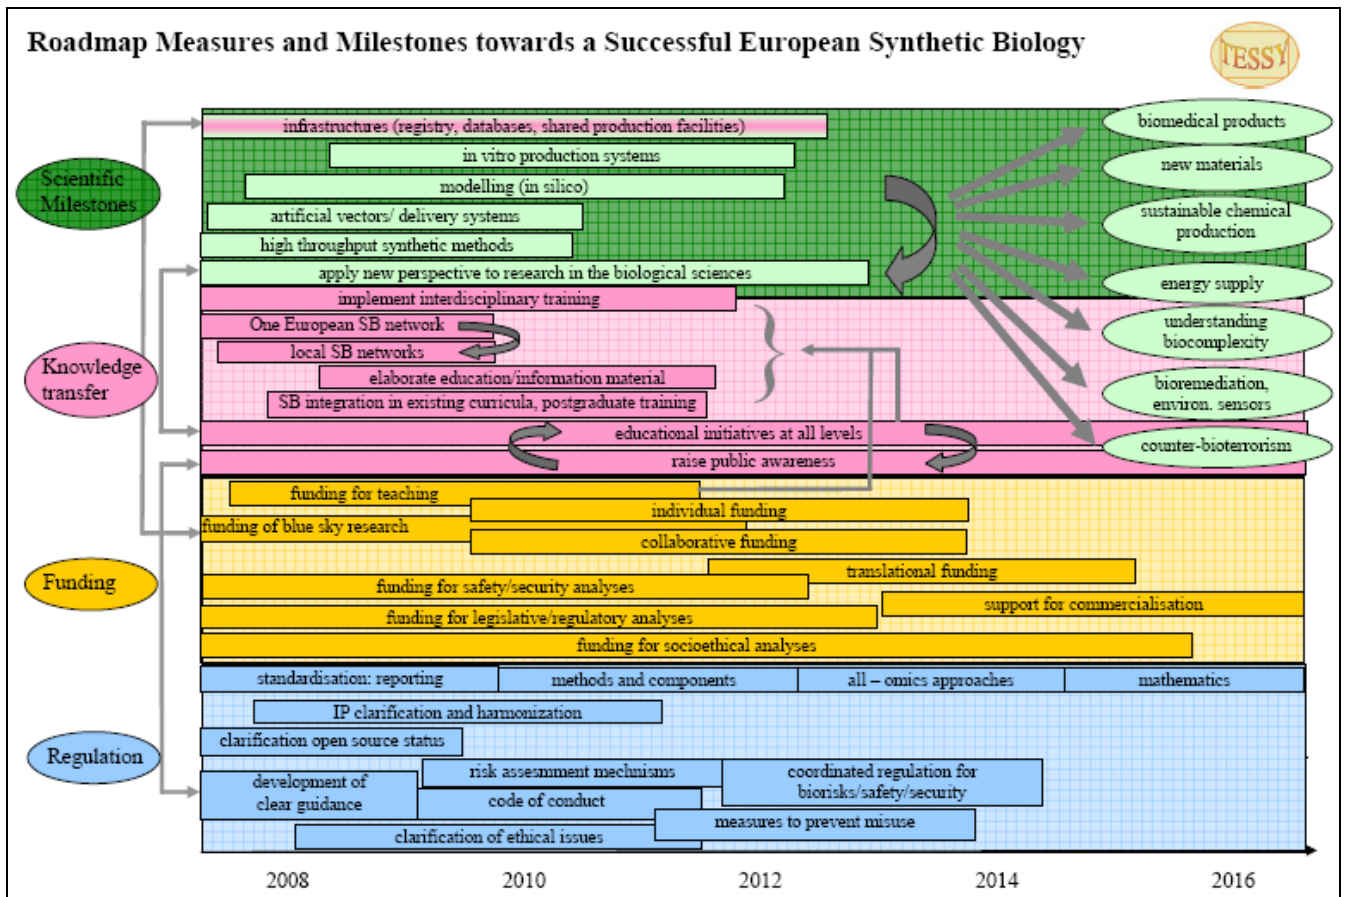 Roadmap Measures and Milestones towards a Successful European Synthetic Biology
TESSY
infrastructures (registry, databases, shared production facilities)
in vitro production systems
modelling (in silico)
artificial vectors/ delivery systems
high throughput synthetic methods
apply new perspective to research in the biological sciences
Scientific
Milestones
biomedical products
new materials
sustainable chemical
production
energy supply
understanding
biocomplexity
bioremediation,
environ. sensors
counter-bioterrorism
implement interdisciplinary training
One European SB network
local SB networks
elaborate education/information material
SB integration in existing curricula, postgraduate training
educational initiatives at all levels
raise public awareness
Knowledge
transfer
funding for teaching
individual funding
funding of blue sky research
collaborative funding
translational funding
funding for safety/security analyses
support for commercialisation
funding for legislative/regulatory analyses
funding for socioethical analyses
Funding
standardisation: reporting
methods and components
all – omics approaches
mathematics
IP clarification and harmonization
clarification open source status
risk assesmment mechnisms
coordinated regulation for
biorisks/safety/security
development of
clear guidance
code of conduct
measures to prevent misuse
clarification of ethical issues
Regulation
2008
2010
2012
2014
2016